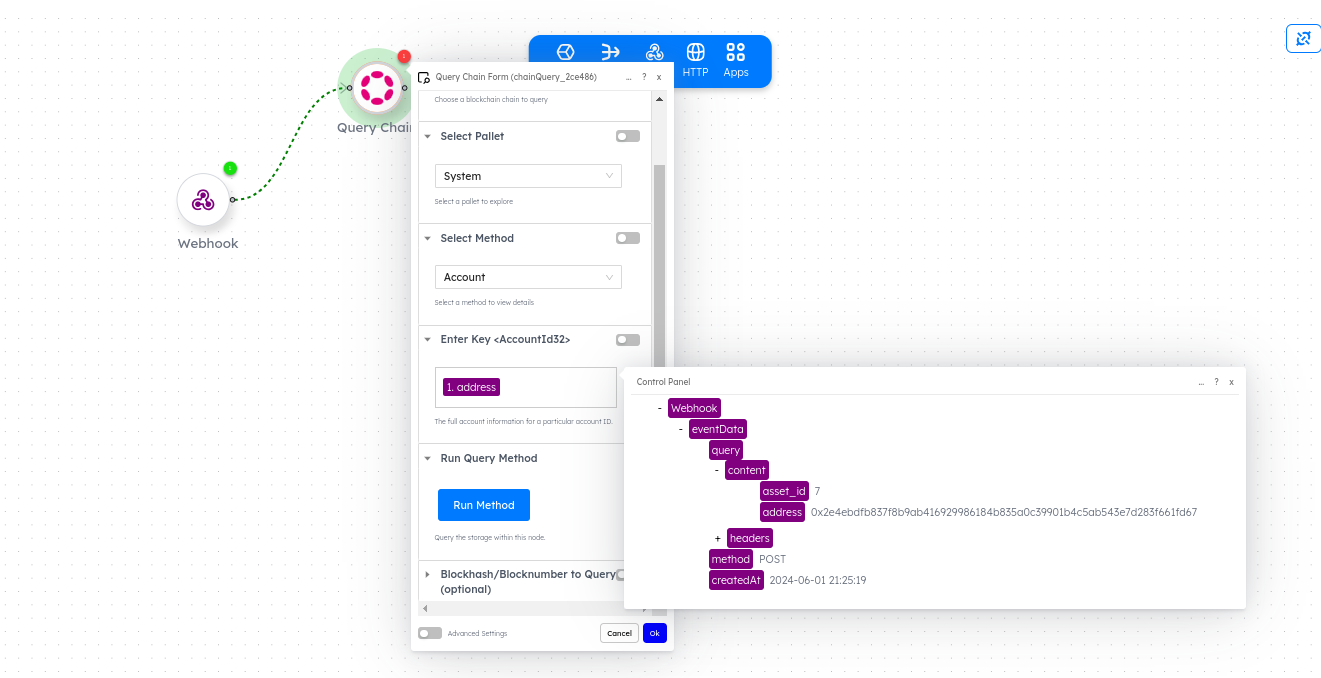 HTTP
Apps
1
Query Chain
1
Webhook
Query Chain Form (chainQuery_2ce486)
... ? x
Choose a blockchain chain to query
Select Pallet
System
Select a pallet to explore
Select Method
Account
Select a method to view details
Enter Key <AccountId32>
1. address
The full account information for a particular account ID.
Run Query Method
Run Method
Query the storage within this node.
Blockhash/Blocknumber to Query
(optional)
Advanced Settings
Cancel
Ok
Control Panel
... ? x
- Webhook
- eventData
query
- content
asset_id 7
address 0x2e4ebdfb837f8b9ab416929986184b835a0c39901b4c5ab543e7d283f661fd67
+ headers
method POST
createdAt 2024-06-01 21:25:19